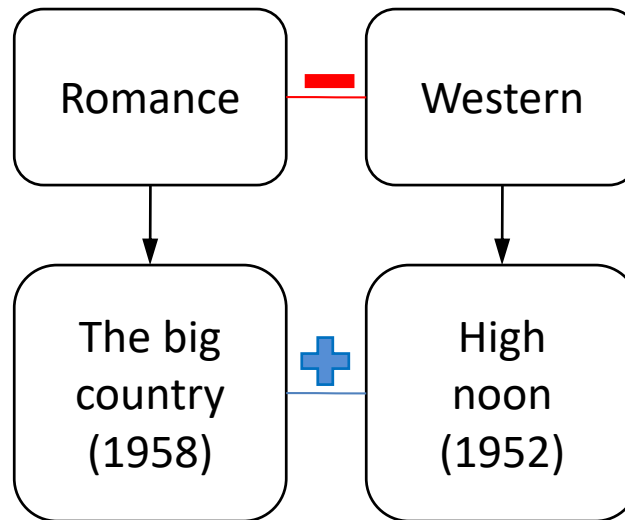 Romance
Western
The big
country
(1958)
High
noon
(1952)